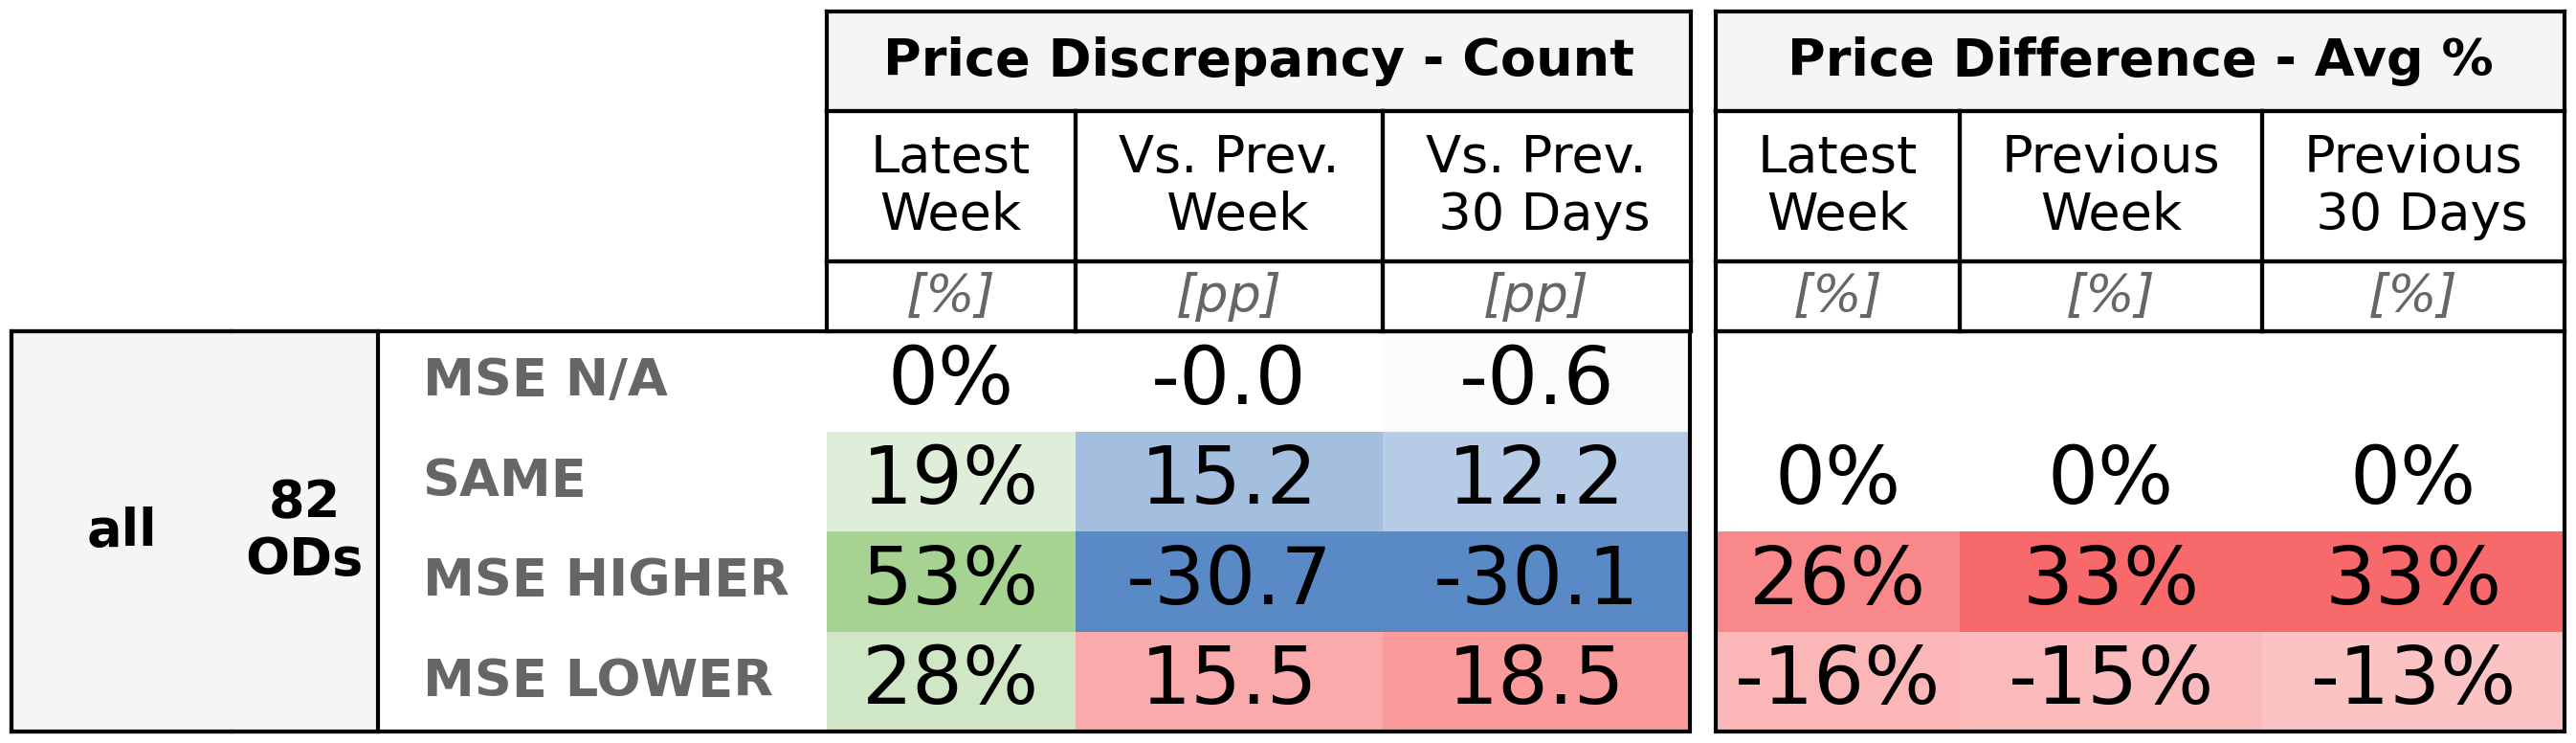 Price Discrepancy - Count Price Difference - Avg %
Latest Week Vs. Prev. Week Vs. Prev. 30 Days Latest Week Previous Week Previous 30 Days
[%] [pp] [pp] [%] [%] [%]
all 82 ODs
MSE N/A 0% -0.0 -0.6
SAME 19% 15.2 12.2 0% 0% 0%
MSE HIGHER 53% -30.7 -30.1 26% 33% 33%
MSE LOWER 28% 15.5 18.5 -16% -15% -13%